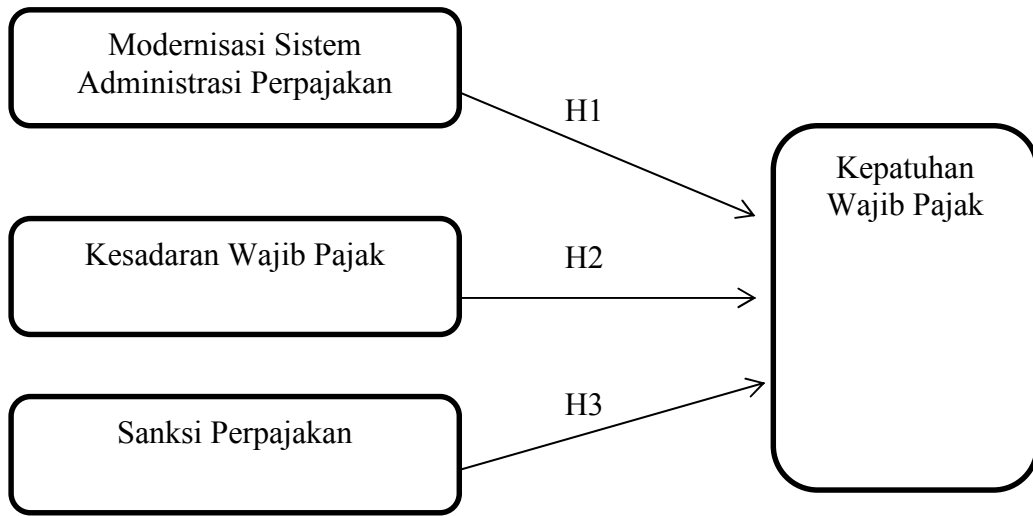 Modernisasi Sistem
Administrasi Perpajakan
H1
Kepatuhan
Wajib Pajak
Kesadaran Wajib Pajak
H2
H3
Sanksi Perpajakan